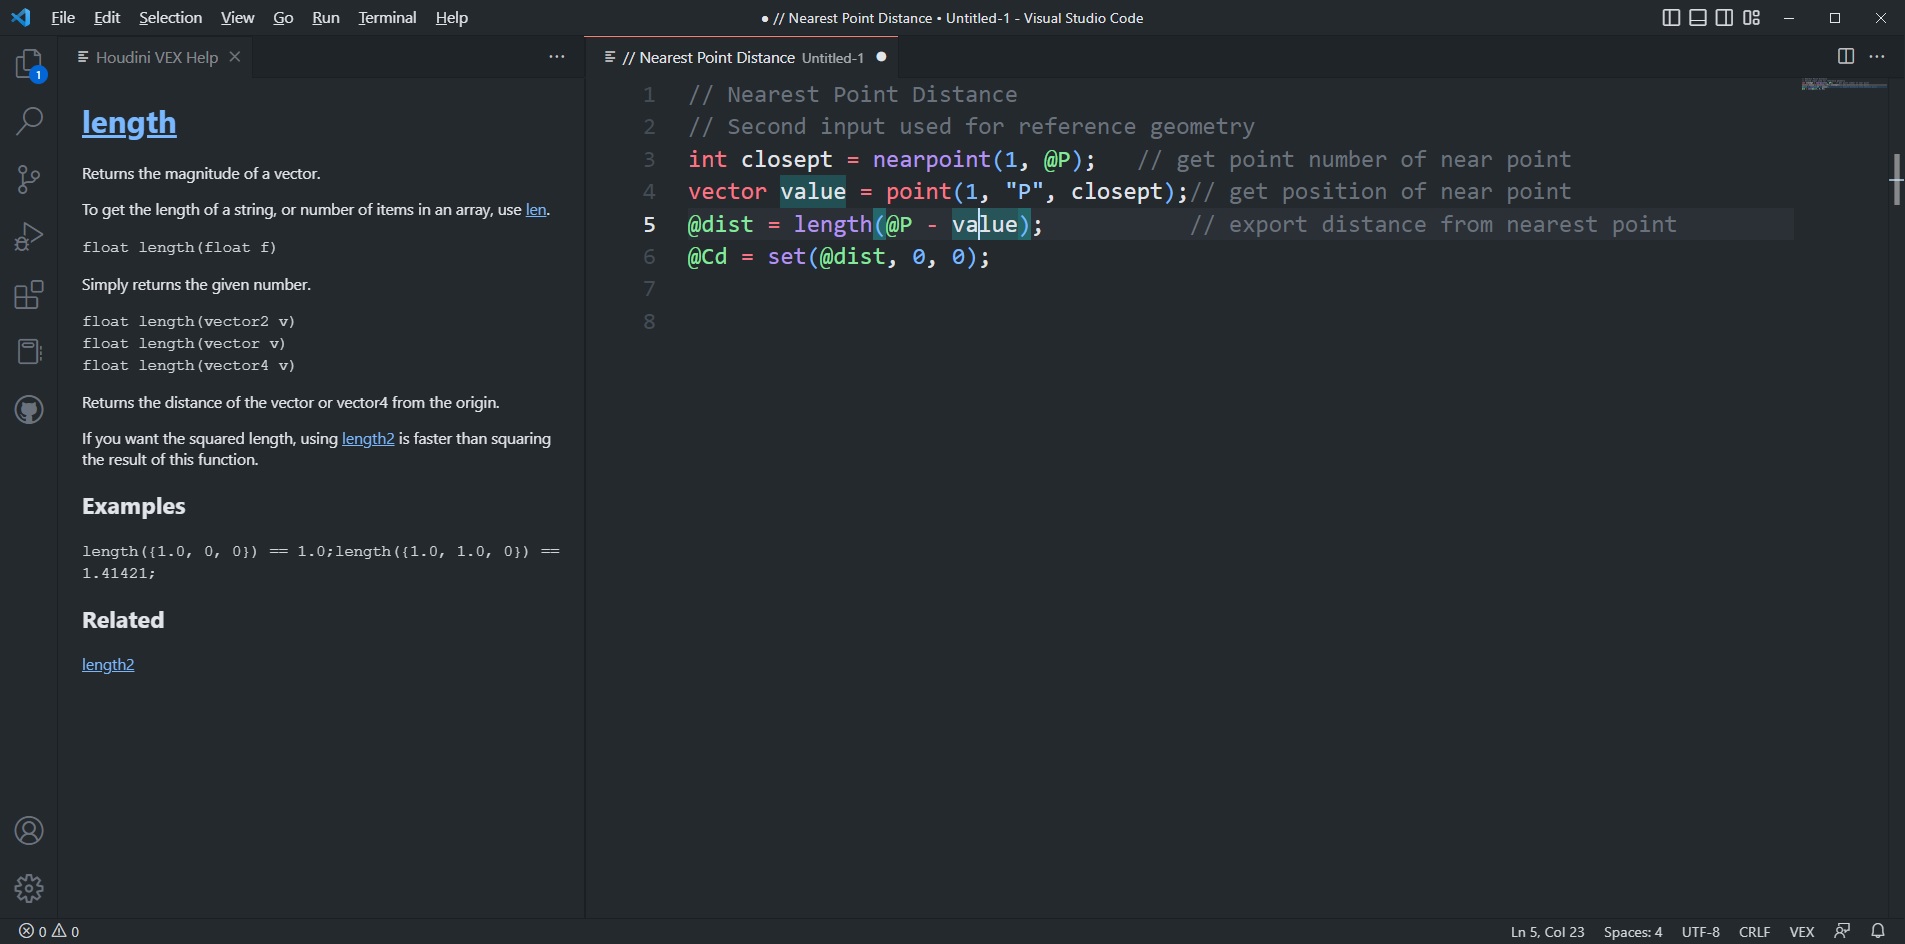 File Edit Selection View Go Run Terminal Help
● // Nearest Point Distance • Untitled-1 - Visual Studio Code
1
Houdini VEX Help
length
Returns the magnitude of a vector.
To get the length of a string, or number of items in an array, use len.
float length(float f)
Simply returns the given number.
float length(vector2 v)
float length(vector v)
float length(vector4 v)
Returns the distance of the vector or vector4 from the origin.
If you want the squared length, using length2 is faster than squaring
the result of this function.
Examples
length({1.0, 0, 0}) == 1.0;length({1.0, 1.0, 0}) ==
1.41421;
Related
length2
// Nearest Point Distance Untitled-1 ●
1 // Nearest Point Distance
2 // Second input used for reference geometry
3 int closept = nearpoint(1, @P);   // get point number of near point
4 vector value = point(1, "P", closept);// get position of near point
5 @dist = length(@P - value);           // export distance from nearest point
6 @Cd = set(@dist, 0, 0);
7
8
0 0
Ln 5, Col 23 Spaces: 4 UTF-8 CRLF VEX